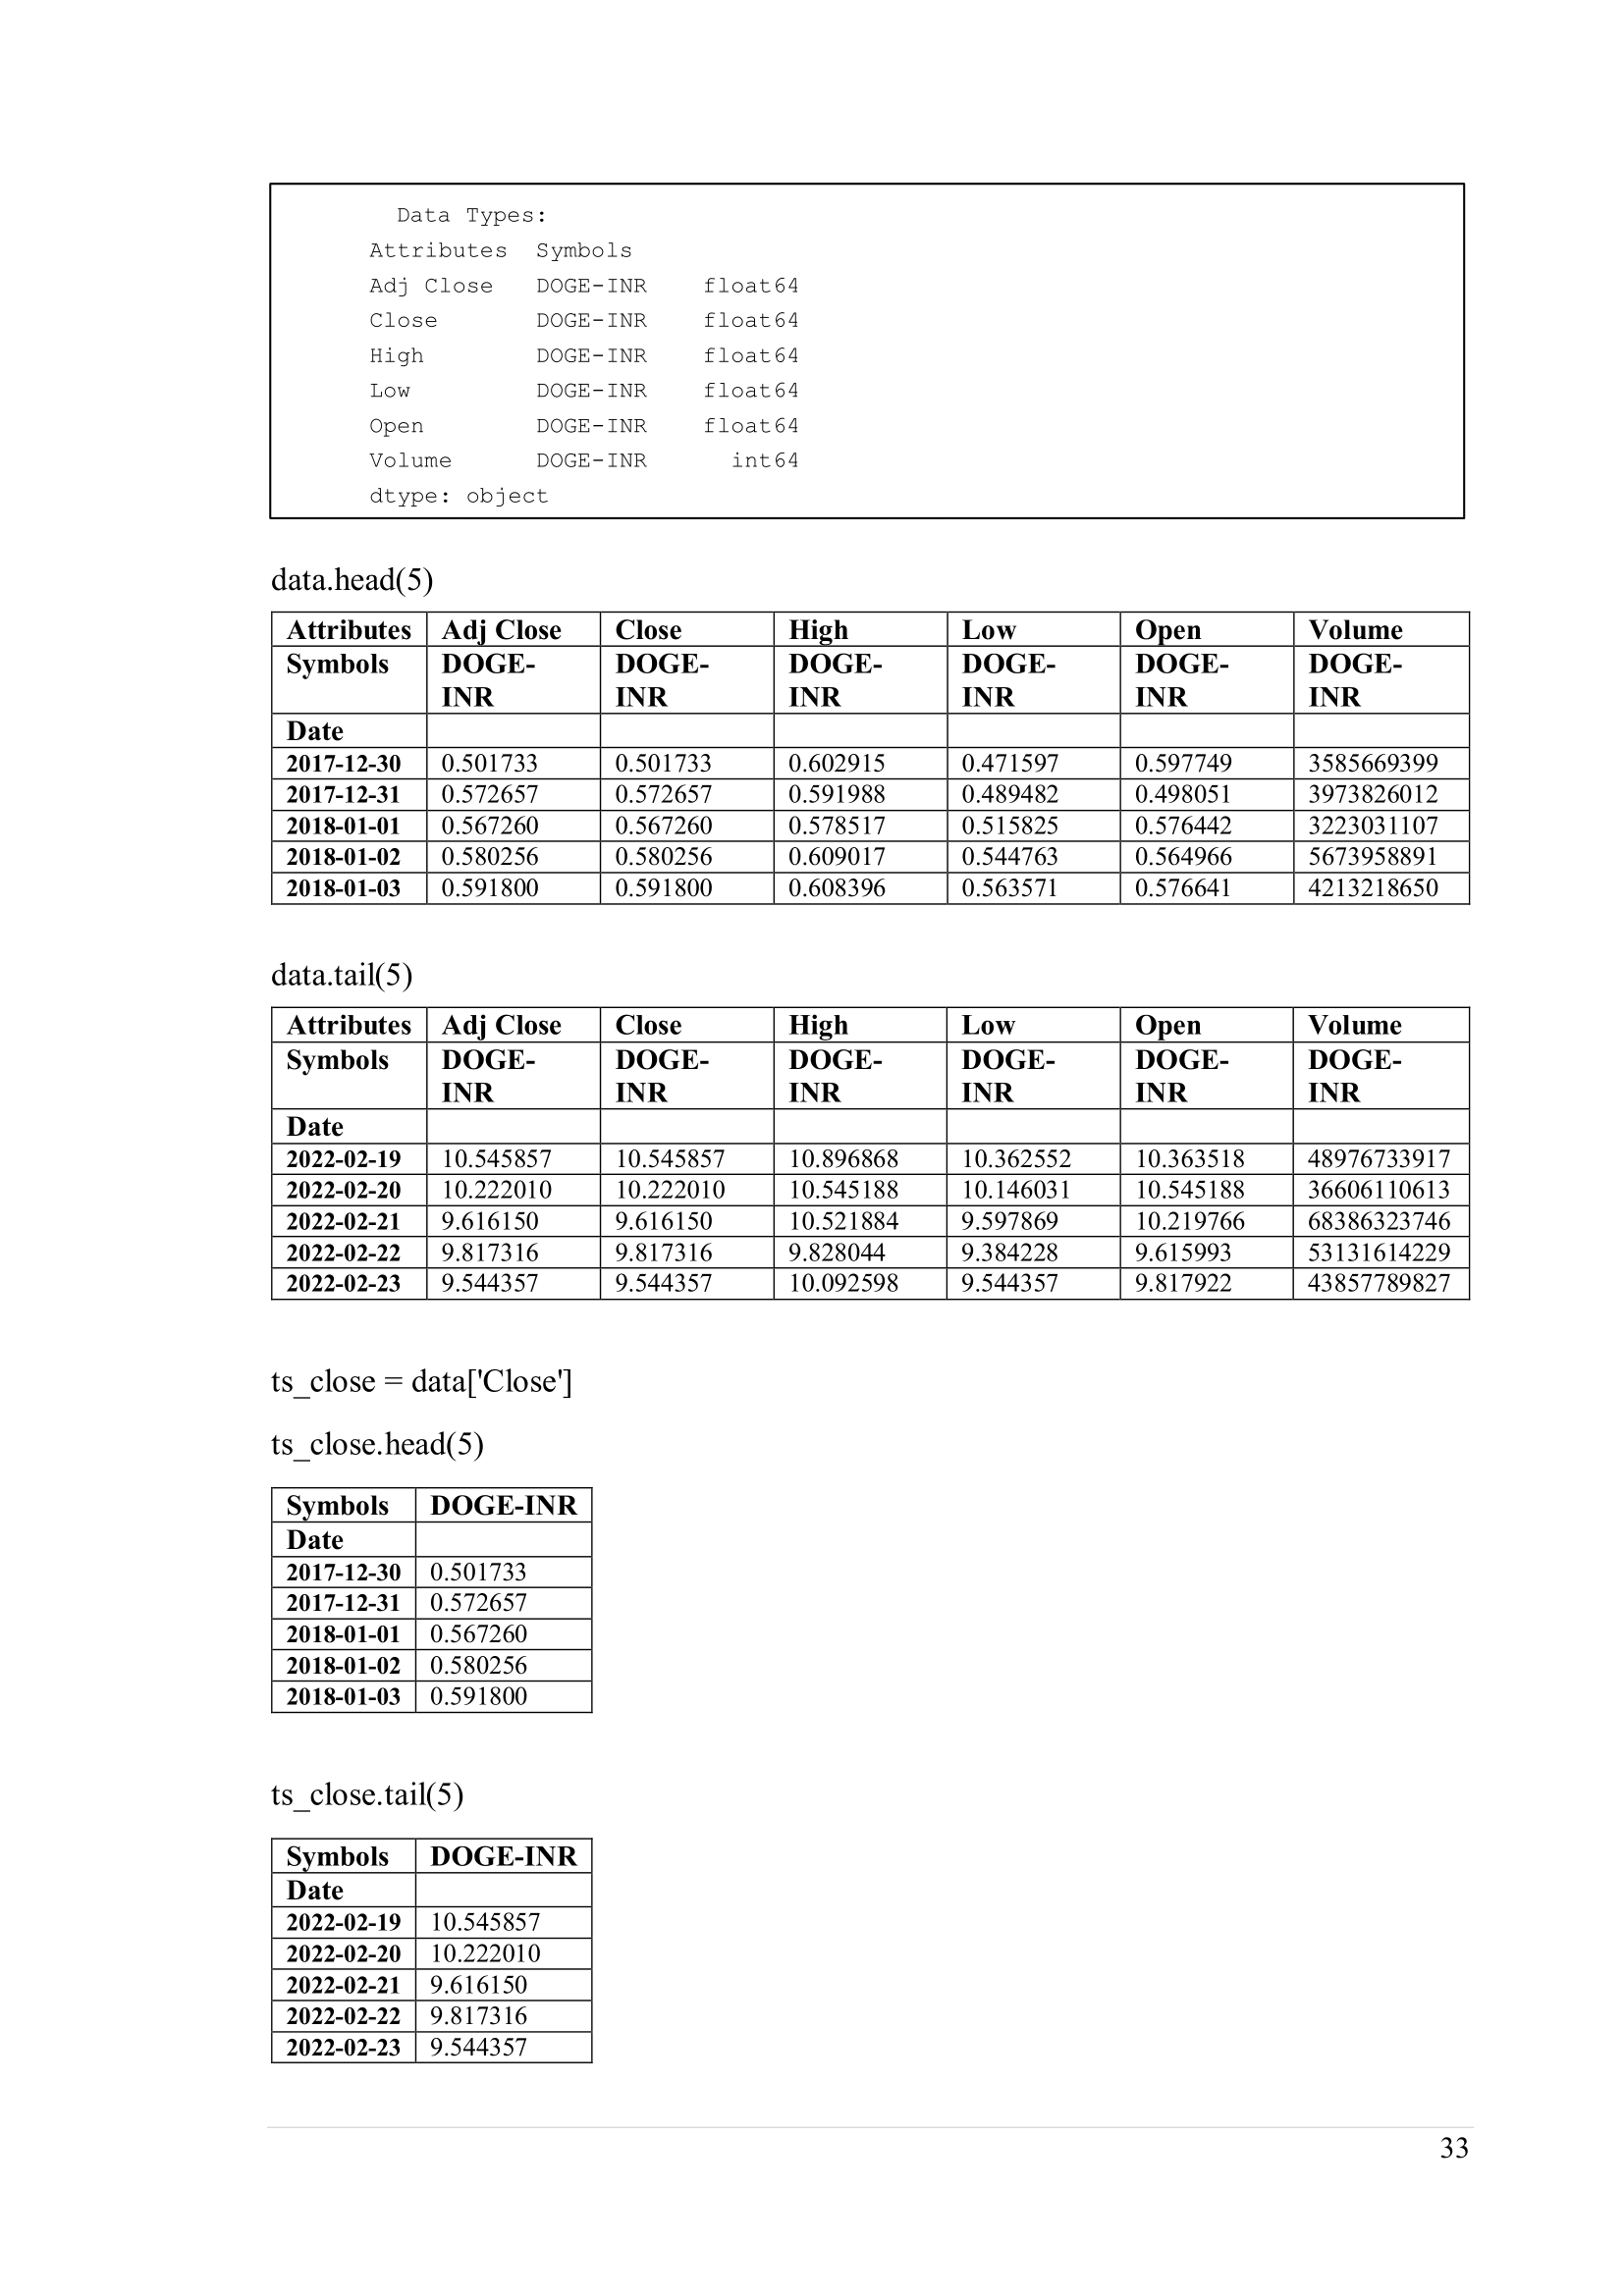 Data Types:
Attributes Symbols
Adj Close DOGE-INR float64
Close DOGE-INR float64
High DOGE-INR float64
Low DOGE-INR float64
Open DOGE-INR float64
Volume DOGE-INR int64
dtype: object
data.head(5)
Attributes Adj Close Close High Low Open Volume
Symbols DOGE- DOGE- DOGE- DOGE- DOGE- DOGE-
INR INR INR INR INR INR
Date
2017-12-30 0.501733 0.501733 0.602915 0.471597 0.597749 3585669399
2017-12-31 0.572657 0.572657 0.591988 0.489482 0.498051 3973826012
2018-01-01 0.567260 0.567260 0.578517 0.515825 0.576442 3223031107
2018-01-02 0.580256 0.580256 0.609017 0.544763 0.564966 5673958891
2018-01-03 0.591800 0.591800 0.608396 0.563571 0.576641 4213218650
data.tail(5)
Attributes Adj Close Close High Low Open Volume
Symbols DOGE- DOGE- DOGE- DOGE- DOGE- DOGE-
INR INR INR INR INR INR
Date
2022-02-19 10.545857 10.545857 10.896868 10.362552 10.363518 48976733917
2022-02-20 10.222010 10.222010 10.545188 10.146031 10.545188 36606110613
2022-02-21 9.616150 9.616150 10.521884 9.597869 10.219766 68386323746
2022-02-22 9.817316 9.817316 9.828044 9.384228 9.615993 53131614229
2022-02-23 9.544357 9.544357 10.092598 9.544357 9.817922 43857789827
ts_close = data['Close']
ts_close.head(5)
Symbols DOGE-INR
Date
2017-12-30 0.501733
2017-12-31 0.572657
2018-01-01 0.567260
2018-01-02 0.580256
2018-01-03 0.591800
ts_close.tail(5)
Symbols DOGE-INR
Date
2022-02-19 10.545857
2022-02-20 10.222010
2022-02-21 9.616150
2022-02-22 9.817316
2022-02-23 9.544357
33